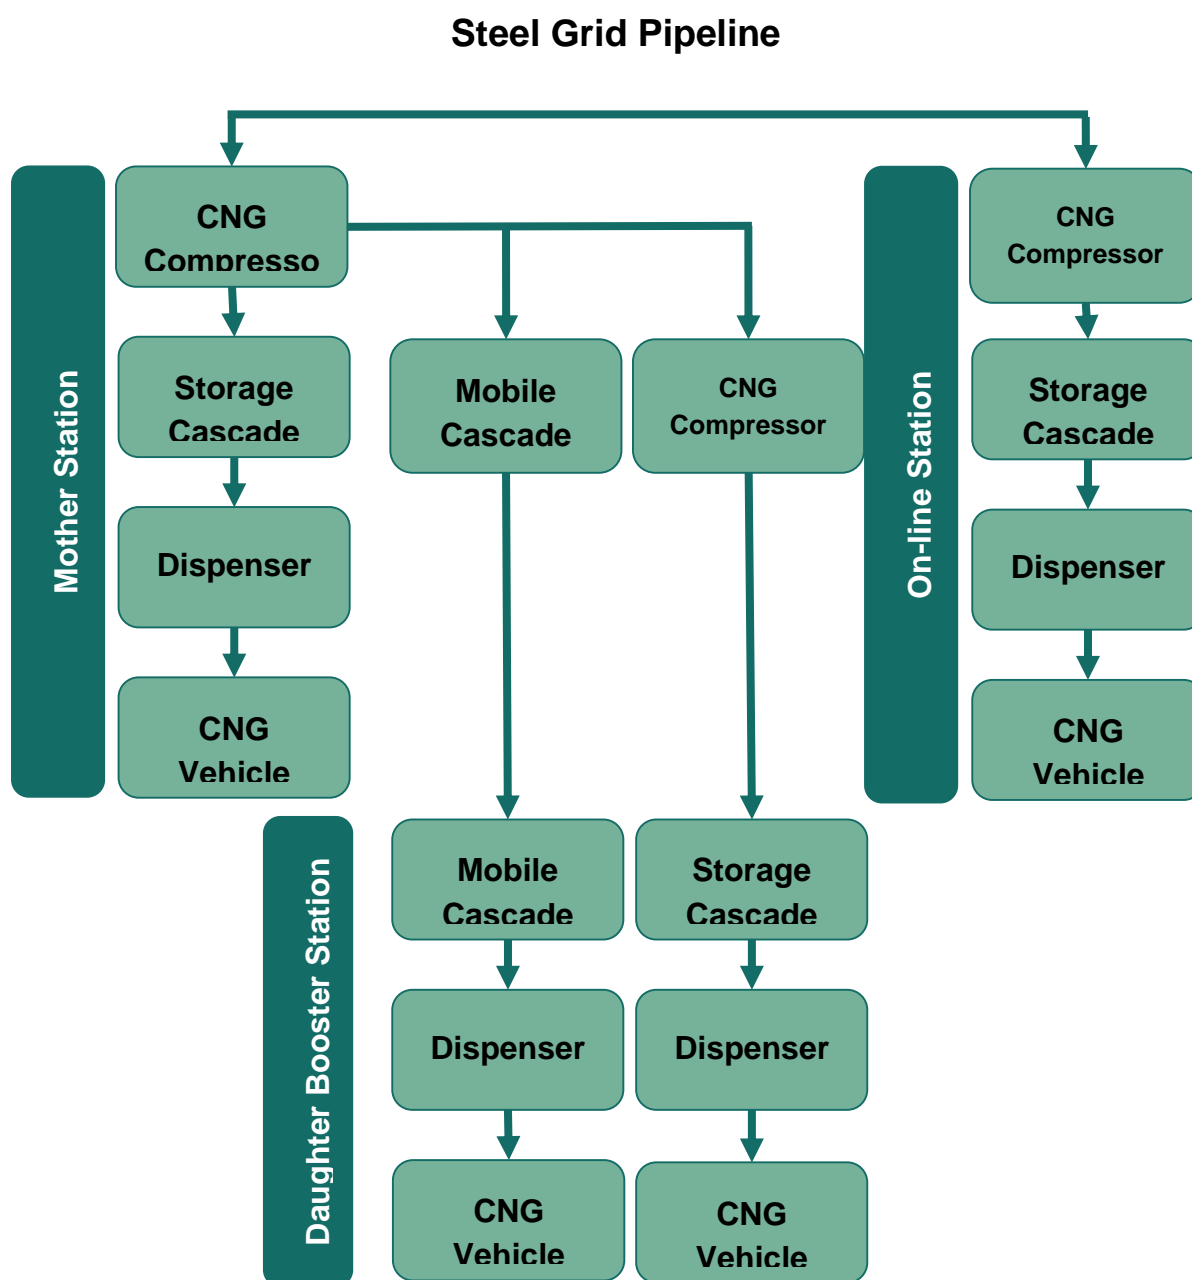 Steel Grid Pipeline
Mother Station
CNG
Compresso
Storage
Cascade
Dispenser
CNG
Vehicle
Mobile
Cascade
CNG
Compressor
On-line Station
CNG
Compressor
Storage
Cascade
Dispenser
CNG
Vehicle
Daughter Booster Station
Mobile
Cascade
Dispenser
CNG
Vehicle
Storage
Cascade
Dispenser
CNG
Vehicle